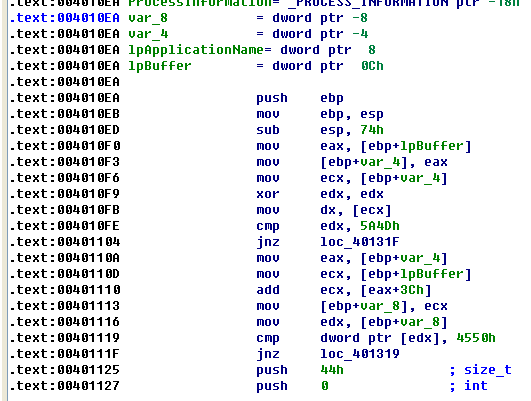 .text:004010EA ProcessInformation= _PROCESS_INFORMATION ptr -18h
.text:004010EA var_8 = dword ptr -8
.text:004010EA var_4 = dword ptr -4
.text:004010EA lpApplicationName= dword ptr 8
.text:004010EA lpBuffer = dword ptr 0Ch
.text:004010EA
.text:004010EA push ebp
.text:004010EB mov ebp, esp
.text:004010ED sub esp, 74h
.text:004010F0 mov eax, [ebp+lpBuffer]
.text:004010F3 mov [ebp+var_4], eax
.text:004010F6 mov ecx, [ebp+var_4]
.text:004010F9 xor edx, edx
.text:004010FB mov dx, [ecx]
.text:004010FE cmp edx, 5A4Dh
.text:00401104 jnz loc_40131F
.text:0040110A mov eax, [ebp+var_4]
.text:0040110D mov ecx, [ebp+lpBuffer]
.text:00401110 add ecx, [eax+3Ch]
.text:00401113 mov [ebp+var_8], ecx
.text:00401116 mov edx, [ebp+var_8]
.text:00401119 cmp dword ptr [edx], 4550h
.text:0040111F jnz loc_401319
.text:00401125 push 44h ; size_t
.text:00401127 push 0 ; int